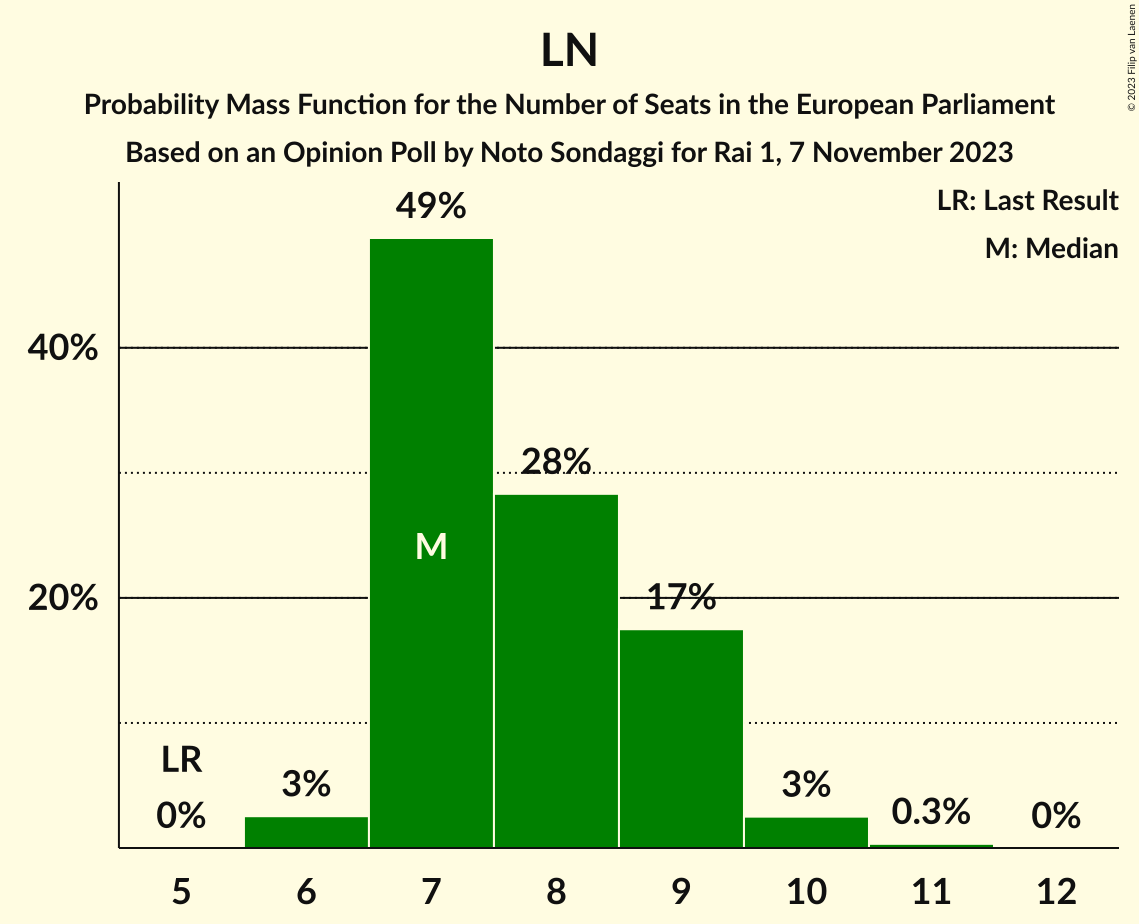 LN
Probability Mass Function for the Number of Seats in the European Parliament
Based on an Opinion Poll by Noto Sondaggi for Rai 1, 7 November 2023
© 2023 Filip van Laenen
LR: Last Result
M: Median
49%
40%
28%
M
20%
17%
LR
0%
3%
3%
0.3%
0%
5 6 7 8 9 10 11 12